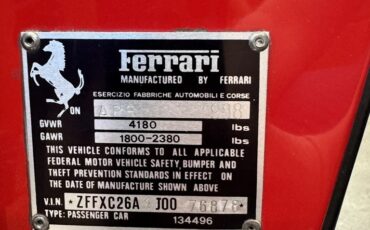 Ferrari
MANUFACTURED BY FERRARI
ESERCIZIO FABBRICHE AUTOMOBILI E CORSE
ON
GVWR 4180 lbs
GAWR 1800-2380 lbs
THIS VEHICLE CONFORMS TO ALL APPLICABLE
FEDERAL MOTOR VEHICLE SAFETY, BUMPER AND
THEFT PREVENTION STANDARDS IN EFFECT ON
THE DATE OF MANUFACTURE SHOWN ABOVE
V.I.N. *ZFFXC26A J00 76878*
TYPE: PASSENGER CAR 134496